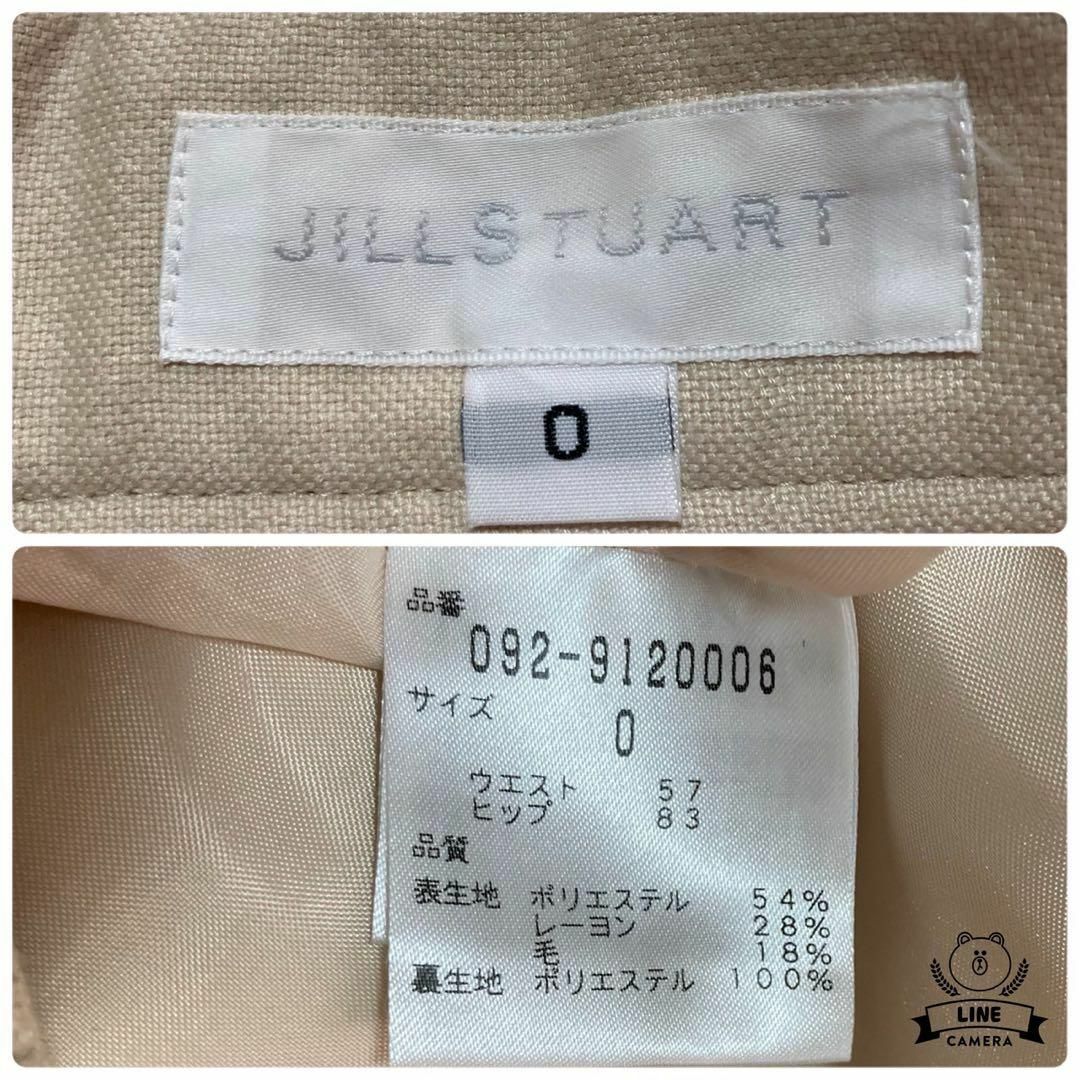 JILLSTUART
0
品番
092-9120006
サイズ
0
ウエスト 57
ヒップ 83
品質
表生地 ポリエステル 54%
レーヨン 28%
毛 18%
裏生地 ポリエステル 100%
LINE
CAMERA